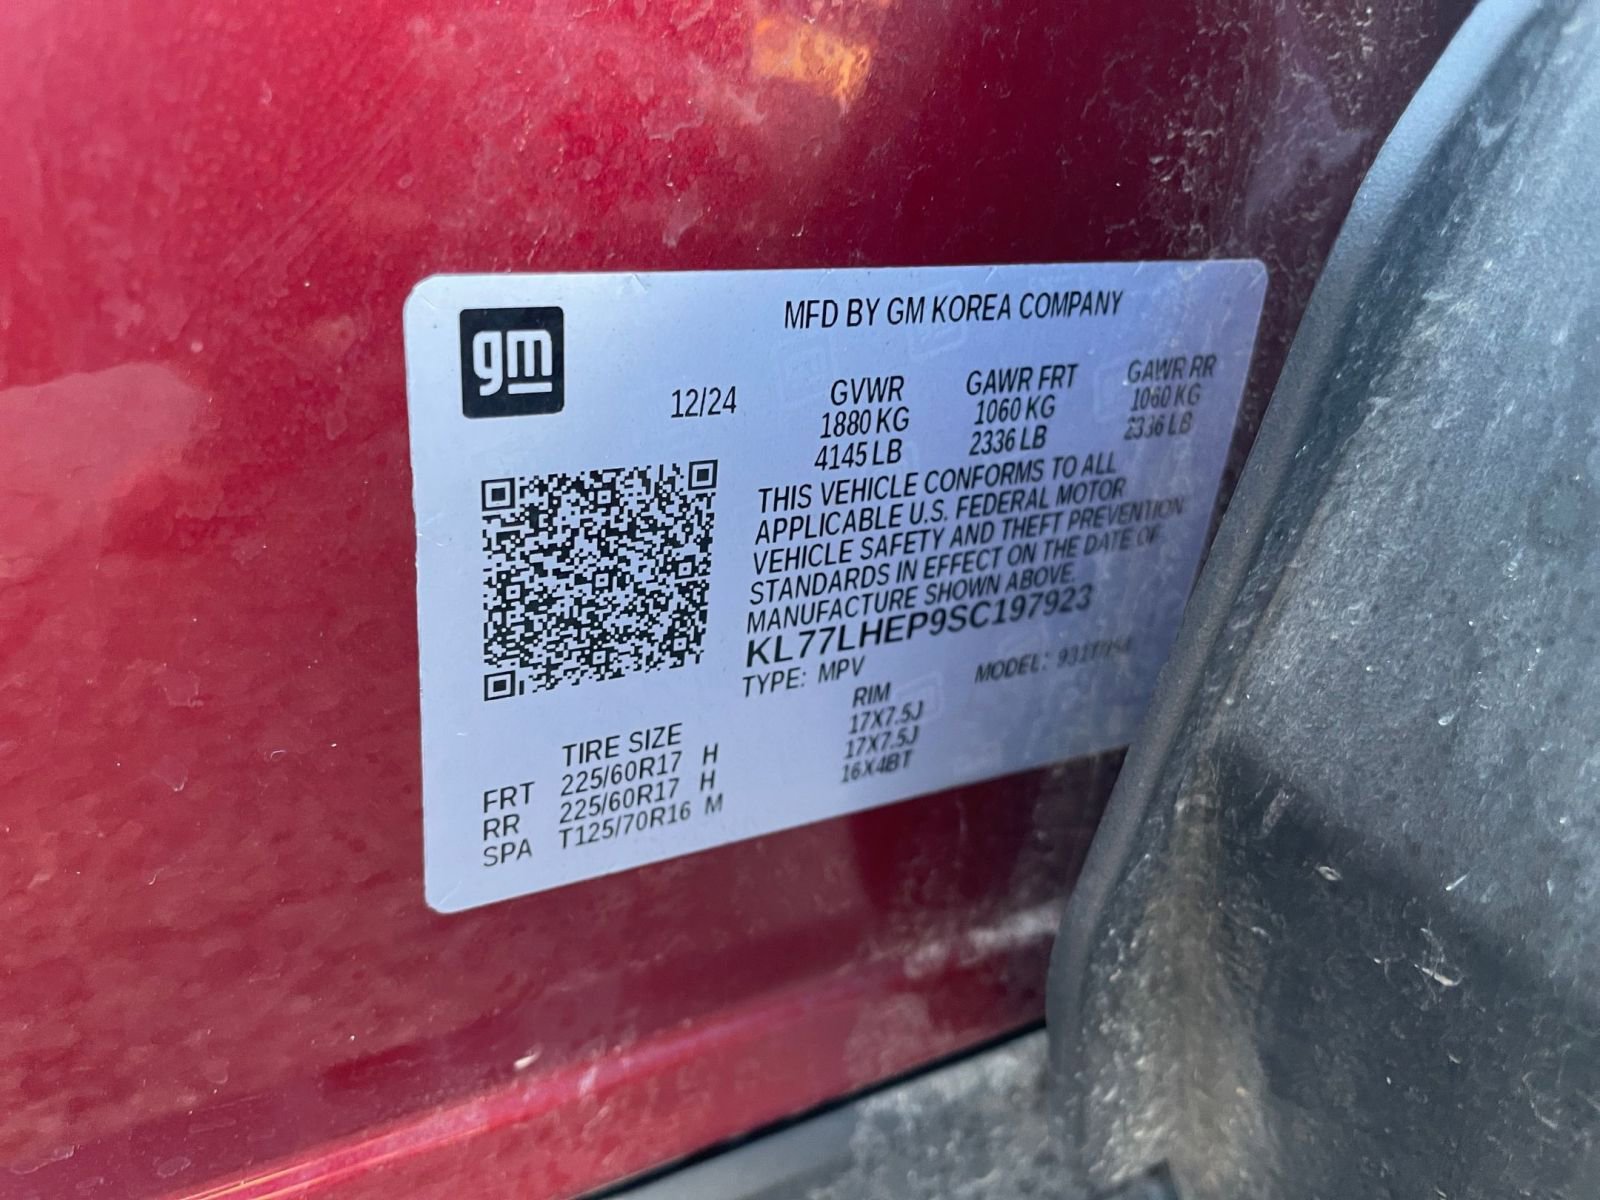 gm
MFD BY GM KOREA COMPANY
12/24 GVWR GAWR FRT GAWR RR
1880 KG 1060 KG 1060 KG
4145 LB 2336 LB 2336 LB
THIS VEHICLE CONFORMS TO ALL
APPLICABLE U.S. FEDERAL MOTOR
VEHICLE SAFETY AND THEFT PREVENTION
STANDARDS IN EFFECT ON THE DATE OF
MANUFACTURE SHOWN ABOVE.
KL77LHEP9SC197923
TYPE: MPV MODEL:
TIRE SIZE RIM
FRT 225/60R17 H 17X7.5J
RR 225/60R17 H 17X7.5J
SPA T125/70R16 M 16X4BT